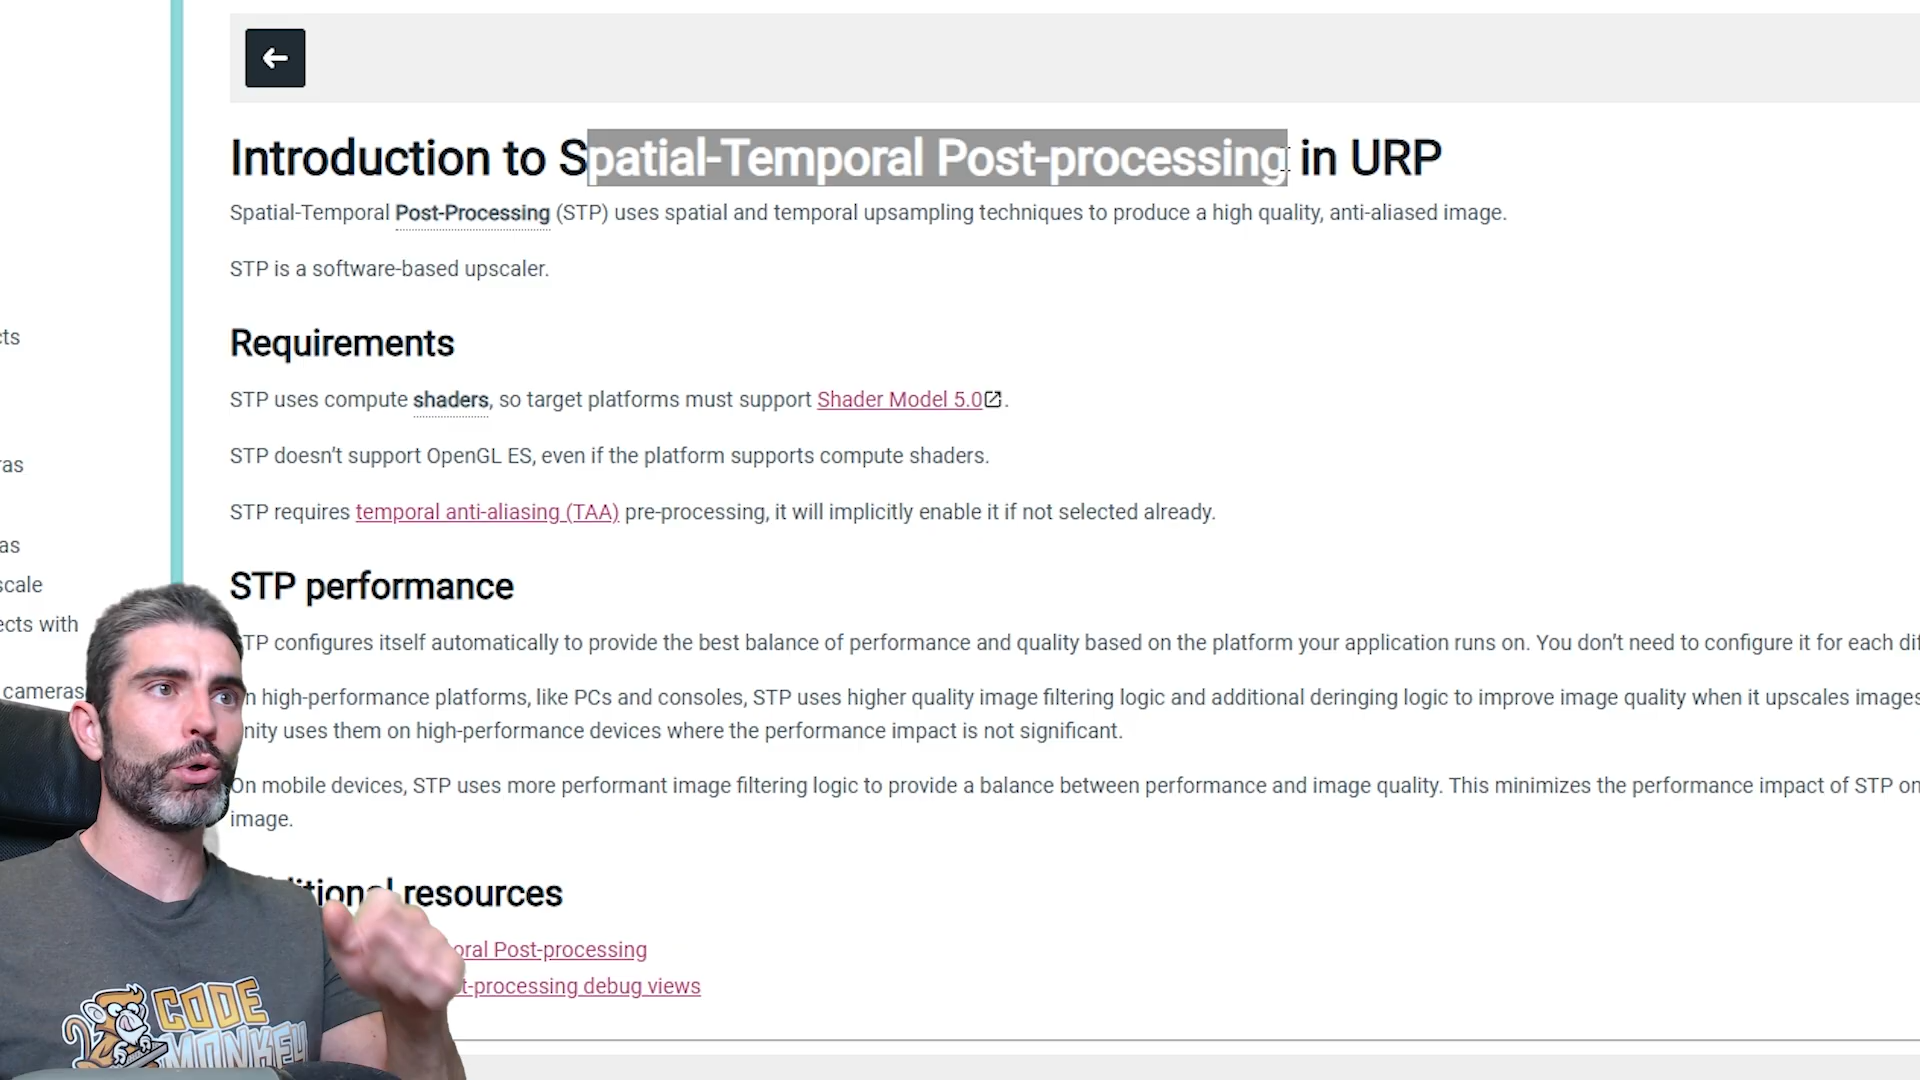 Introduction to Spatial-Temporal Post-processing in URP
Spatial-Temporal Post-Processing (STP) uses spatial and temporal upsampling techniques to produce a high quality, anti-aliased image.
STP is a software-based upscaler.
Requirements
cts
STP uses compute shaders, so target platforms must support Shader Model 5.0.
STP doesn't support OpenGL ES, even if the platform supports compute shaders.
ras
STP requires temporal anti-aliasing (TAA) pre-processing, it will implicitly enable it if not selected already.
as
scale
STP performance
ects with
TP configures itself automatically to provide the best balance of performance and quality based on the platform your application runs on. You don't need to configure it for each dif
cameras
n high-performance platforms, like PCs and consoles, STP uses higher quality image filtering logic and additional deringing logic to improve image quality when it upscales images
nity uses them on high-performance devices where the performance impact is not significant.
On mobile devices, STP uses more performant image filtering logic to provide a balance between performance and image quality. This minimizes the performance impact of STP on
image.
ditional resources
oral Post-processing
t-processing debug views
CODE
MONKEY